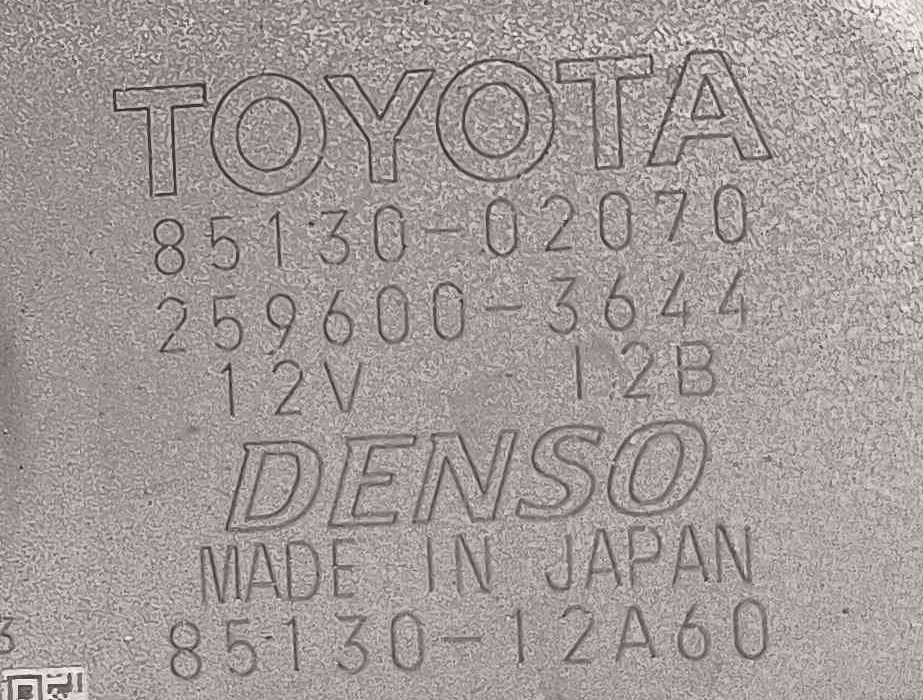 TOYOTA
85130-02070
259600-3644
12V 12B
DENSO
MADE IN JAPAN
85130-12A60